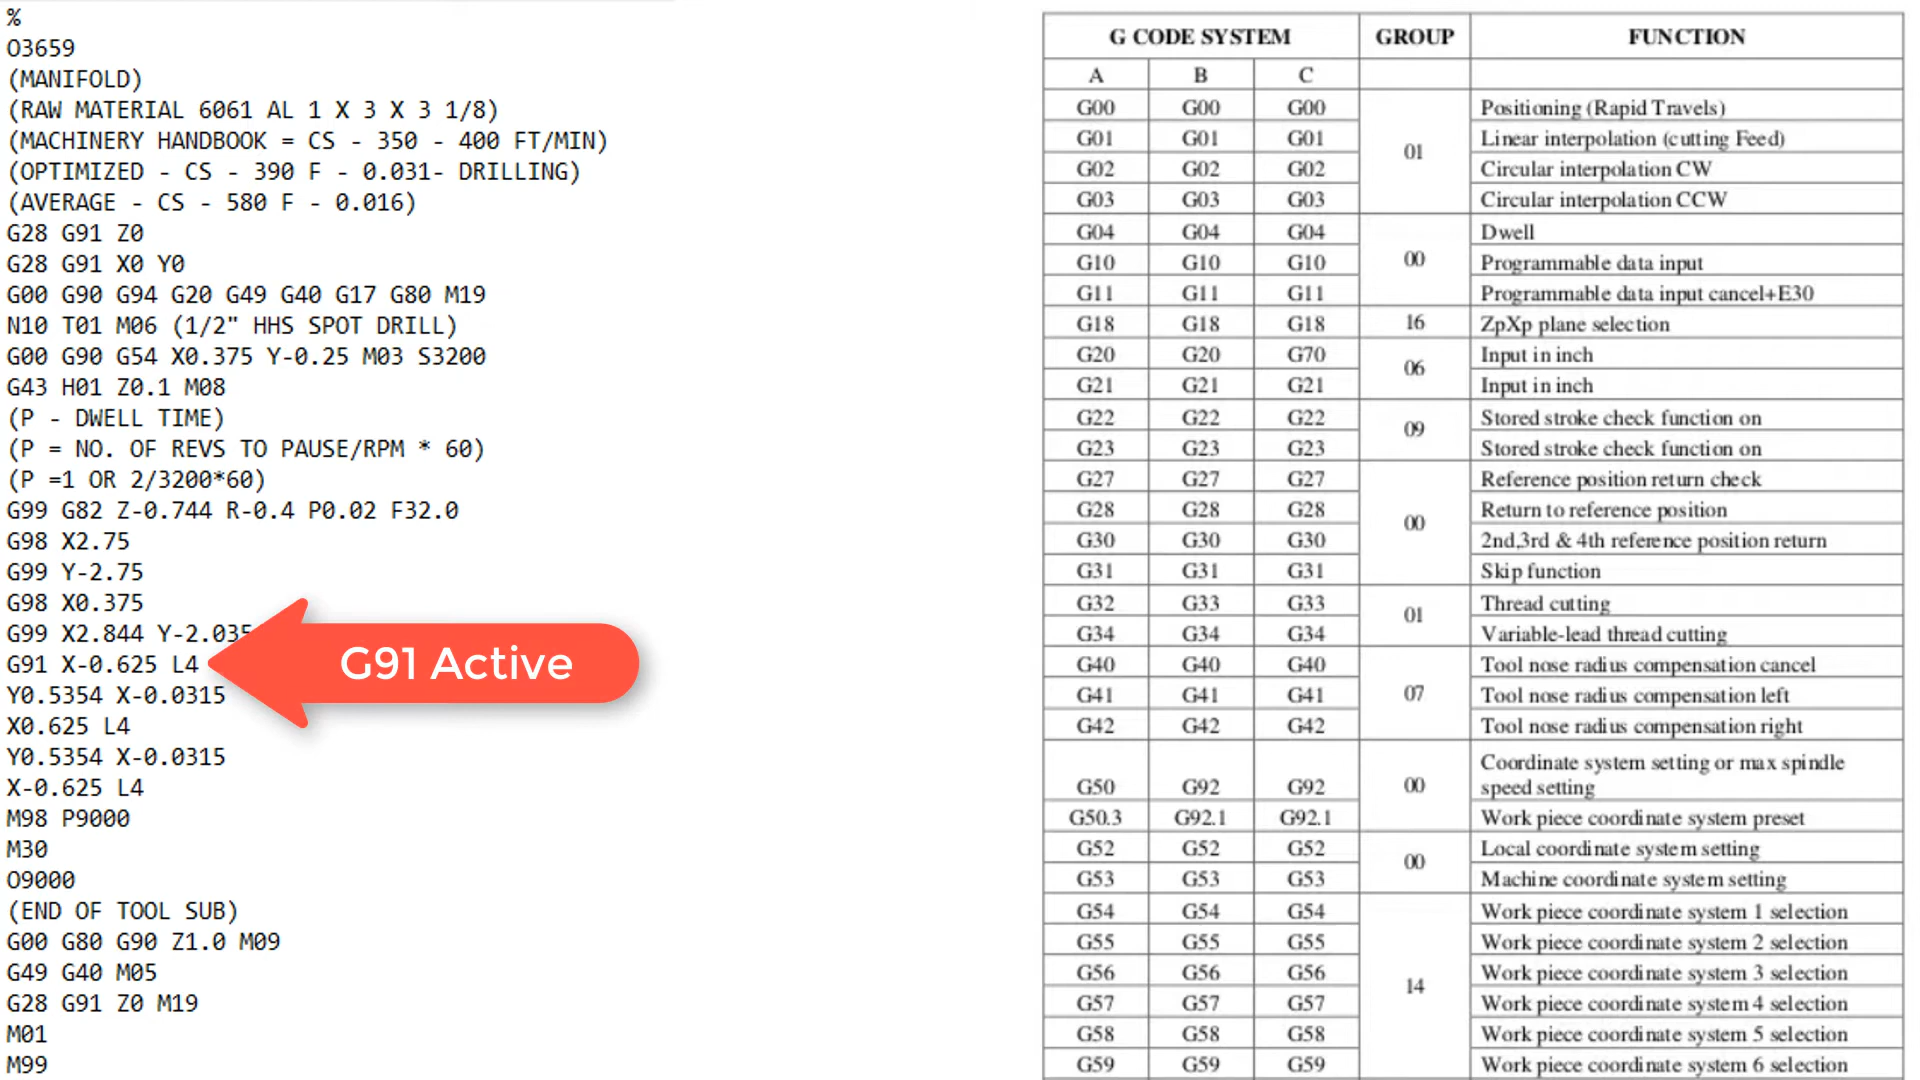 %
O3659
(MANIFOLD)
(RAW MATERIAL 6061 AL 1 X 3 X 3 1/8)
(MACHINERY HANDBOOK = CS - 350 - 400 FT/MIN)
(OPTIMIZED - CS - 390 F - 0.031- DRILLING)
(AVERAGE - CS - 580 F - 0.016)
G28 G91 Z0
G28 G91 X0 Y0
G00 G90 G94 G20 G49 G40 G17 G80 M19
N10 T01 M06 (1/2" HHS SPOT DRILL)
G00 G90 G54 X0.375 Y-0.25 M03 S3200
G43 H01 Z0.1 M08
(P - DWELL TIME)
(P = NO. OF REVS TO PAUSE/RPM * 60)
(P =1 OR 2/3200*60)
G99 G82 Z-0.744 R-0.4 P0.02 F32.0
G98 X2.75
G99 Y-2.75
G98 X0.375
G99 X2.844 Y-2.035
G91 X-0.625 L4
G91 Active
Y0.5354 X-0.0315
X0.625 L4
Y0.5354 X-0.0315
X-0.625 L4
M98 P9000
M30
O9000
(END OF TOOL SUB)
G00 G80 G90 Z1.0 M09
G49 G40 M05
G28 G91 Z0 M19
M01
M99
G CODE SYSTEM GROUP FUNCTION
A B C
G00 G00 G00 01 Positioning (Rapid Travels)
G01 G01 G01 Linear interpolation (cutting Feed)
G02 G02 G02 Circular interpolation CW
G03 G03 G03 Circular interpolation CCW
G04 G04 G04 00 Dwell
G10 G10 G10 Programmable data input
G11 G11 G11 Programmable data input cancel+E30
G18 G18 G18 16 ZpXp plane selection
G20 G20 G70 06 Input in inch
G21 G21 G21 Input in inch
G22 G22 G22 09 Stored stroke check function on
G23 G23 G23 Stored stroke check function on
G27 G27 G27 00 Reference position return check
G28 G28 G28 Return to reference position
G30 G30 G30 2nd,3rd & 4th reference position return
G31 G31 G31 Skip function
G32 G33 G33 01 Thread cutting
G34 G34 G34 Variable-lead thread cutting
G40 G40 G40 07 Tool nose radius compensation cancel
G41 G41 G41 Tool nose radius compensation left
G42 G42 G42 Tool nose radius compensation right
G50 G92 G92 00 Coordinate system setting or max spindle
speed setting
G50.3 G92.1 G92.1 Work piece coordinate system preset
G52 G52 G52 00 Local coordinate system setting
G53 G53 G53 Machine coordinate system setting
G54 G54 G54 14 Work piece coordinate system 1 selection
G55 G55 G55 Work piece coordinate system 2 selection
G56 G56 G56 Work piece coordinate system 3 selection
G57 G57 G57 Work piece coordinate system 4 selection
G58 G58 G58 Work piece coordinate system 5 selection
G59 G59 G59 Work piece coordinate system 6 selection